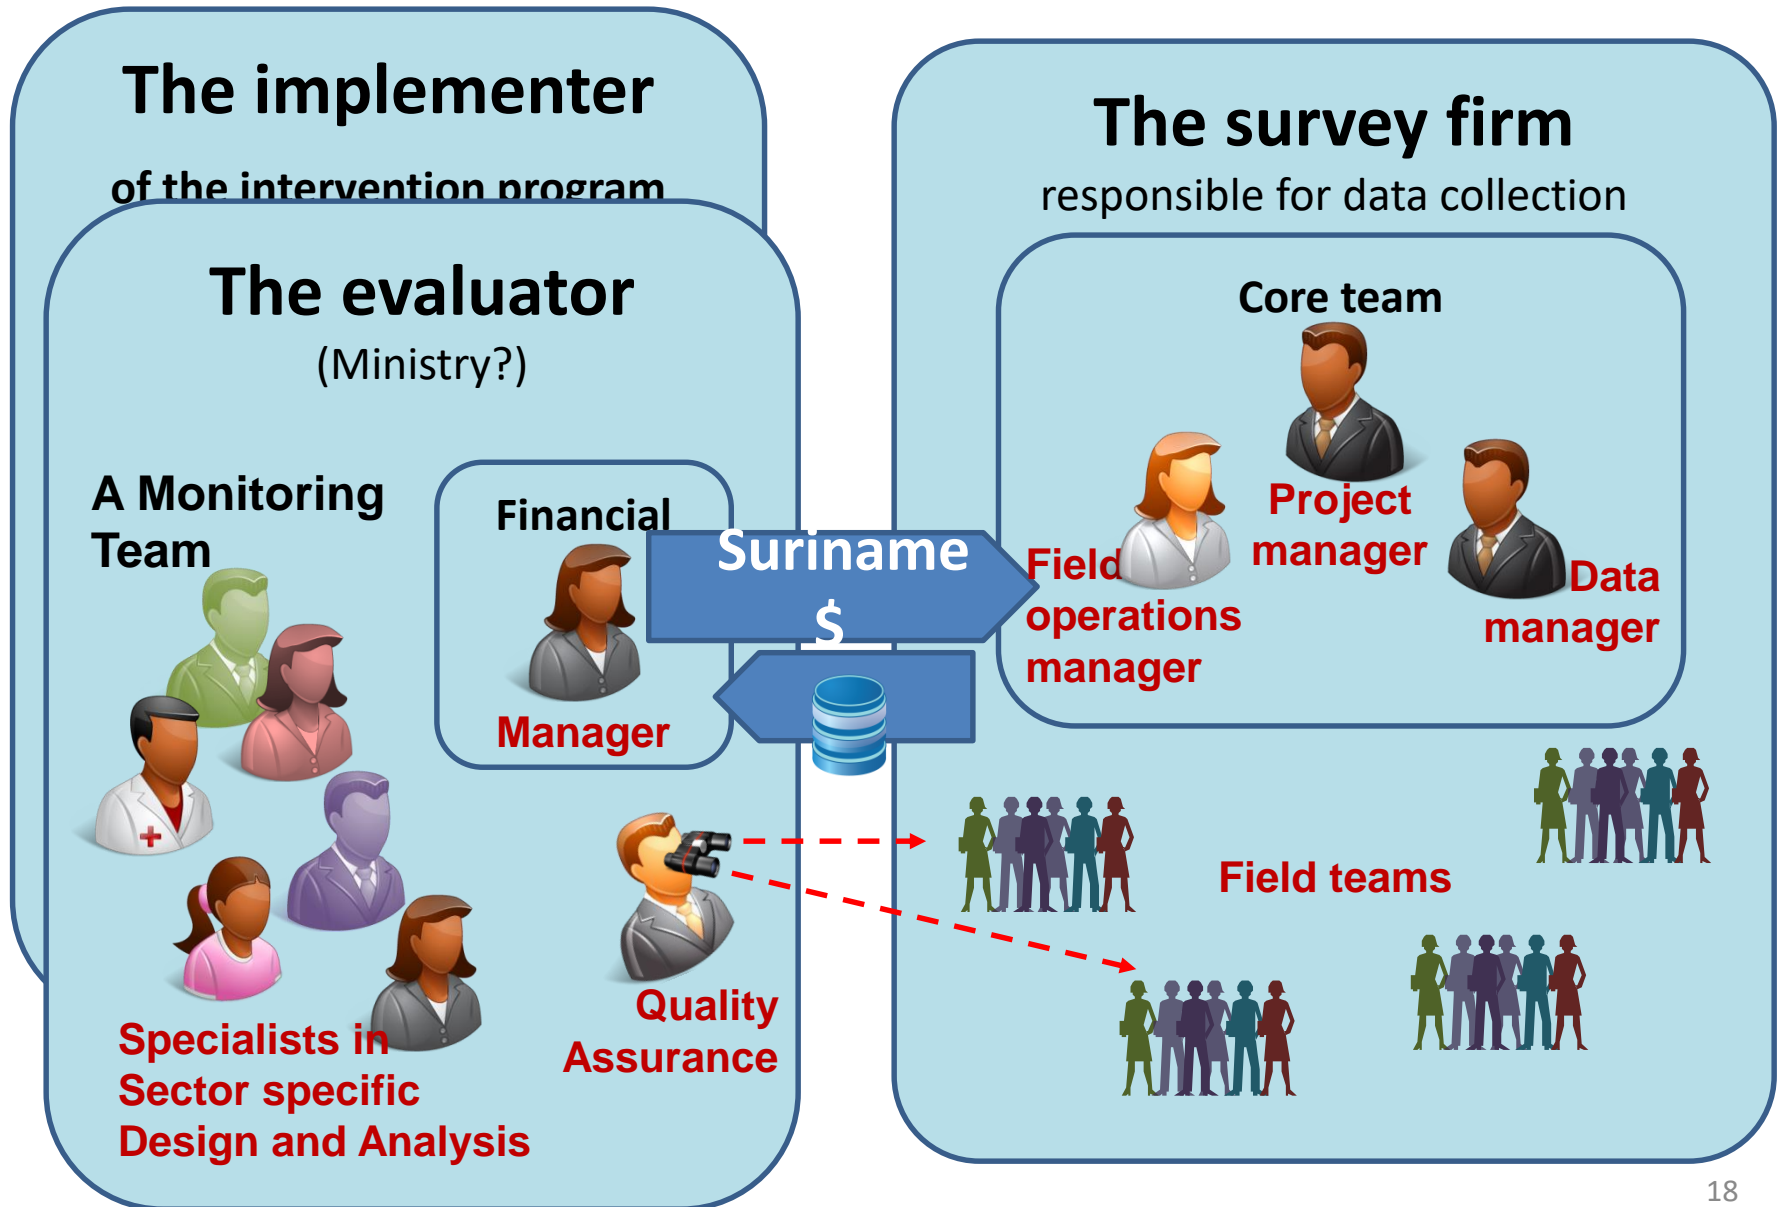 The implementer
of the intervention program
The evaluator
(Ministry?)
A Monitoring
Team
Financial
Manager
Specialists in
Sector specific
Design and Analysis
Quality
Assurance
Suriname
$
The survey firm
responsible for data collection
Core team
Project
manager
Field
operations
manager
Data
manager
Field teams
18